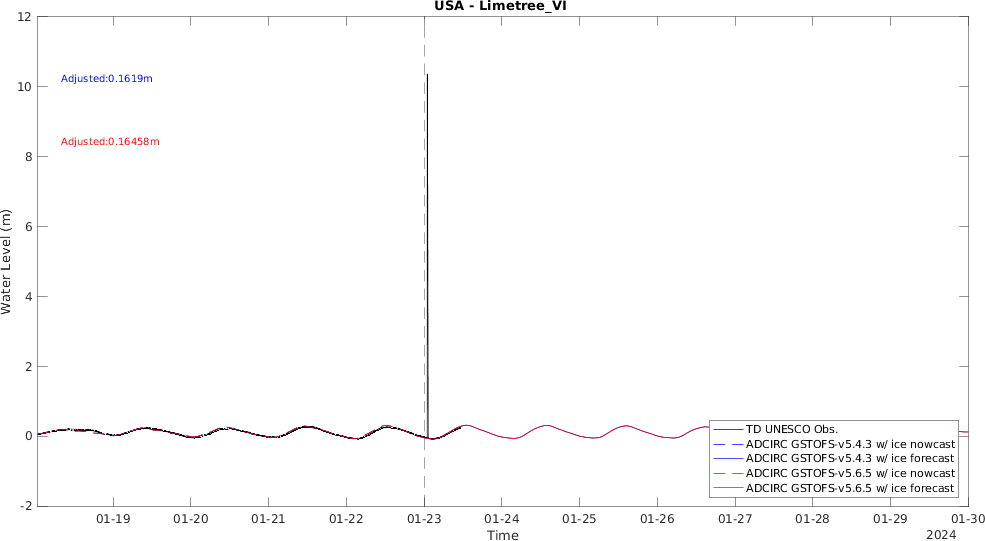 USA - Limetree_VI
12
10
8
6
4
2
0
-2
Water Level (m)
Adjusted:0.1619m
Adjusted:0.16458m
TD UNESCO Obs.
ADCIRC GSTOFS-v5.4.3 w/ ice nowcast
ADCIRC GSTOFS-v5.4.3 w/ ice forecast
ADCIRC GSTOFS-v5.6.5 w/ ice nowcast
ADCIRC GSTOFS-v5.6.5 w/ ice forecast
01-19 01-20 01-21 01-22 01-23 01-24 01-25 01-26 01-27 01-28 01-29 01-30
Time
2024